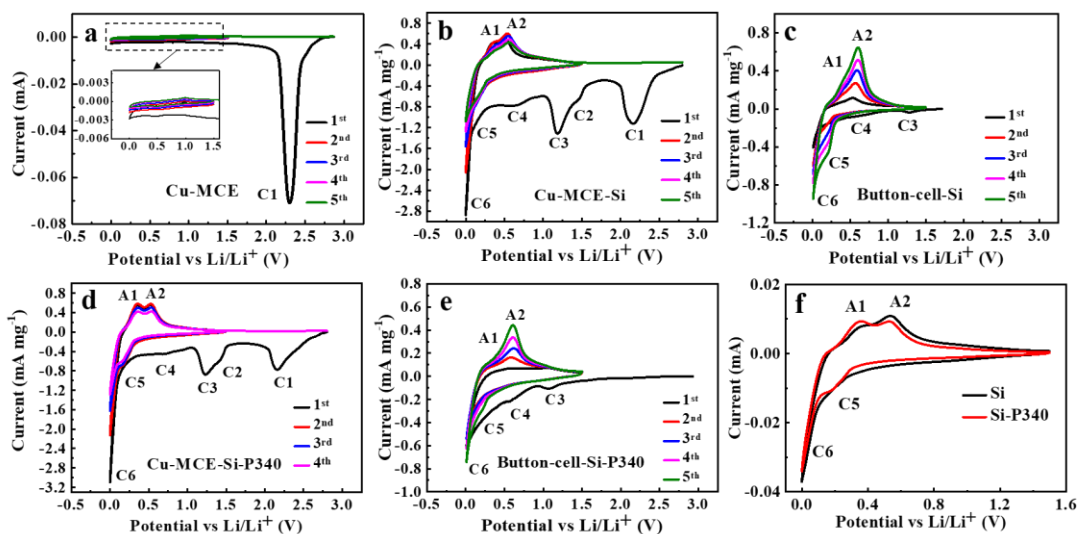 a
0.00
-0.02
-0.04
-0.06
-0.08
Current (mA)
0.003
0.000
-0.003
-0.006
0.0 0.5 1.0 1.5
1st
2nd
3rd
4th
5th
Cu-MCE
C1
-0.5 0.0 0.5 1.0 1.5 2.0 2.5 3.0
Potential vs Li/Li+ (V)
b
0.8
0.4
0.0
-0.4
-0.8
-1.2
-1.6
-2.0
-2.4
-2.8
Current (mA mg-1)
A1 A2
C5 C4 C3 C2 C1
C6
1st
2nd
3rd
4th
5th
Cu-MCE-Si
-0.5 0.0 0.5 1.0 1.5 2.0 2.5 3.0
Potential vs Li/Li+ (V)
c
1.2
0.8
0.4
0.0
-0.4
-0.8
-1.2
Current (mA mg-1)
A1 A2
C4 C3
C5
C6
1st
2nd
3rd
4th
5th
Button-cell-Si
-0.5 0.0 0.5 1.0 1.5 2.0 2.5 3.0
Potential vs Li/Li+ (V)
d
1.2
0.8
0.4
0.0
-0.4
-0.8
-1.2
-1.6
-2.0
-2.4
-2.8
-3.2
Current (mA mg-1)
A1 A2
C5 C4 C3 C2 C1
C6
1st
2nd
3rd
4th
Cu-MCE-Si-P340
-0.5 0.0 0.5 1.0 1.5 2.0 2.5 3.0
Potential vs Li/Li+ (V)
e
0.8
0.6
0.4
0.2
0.0
-0.2
-0.4
-0.6
-0.8
-1.0
Current (mA mg-1)
A1 A2
C5 C4 C3
C6
1st
2nd
3rd
4th
5th
Button-cell-Si-P340
-0.5 0.0 0.5 1.0 1.5 2.0 2.5 3.0
Potential vs Li/Li+ (V)
f
0.02
0.00
-0.02
-0.04
Current (mA)
A1 A2
C5
C6
Si
Si-P340
0.0 0.4 0.8 1.2 1.6
Potential vs Li/Li+ (V)